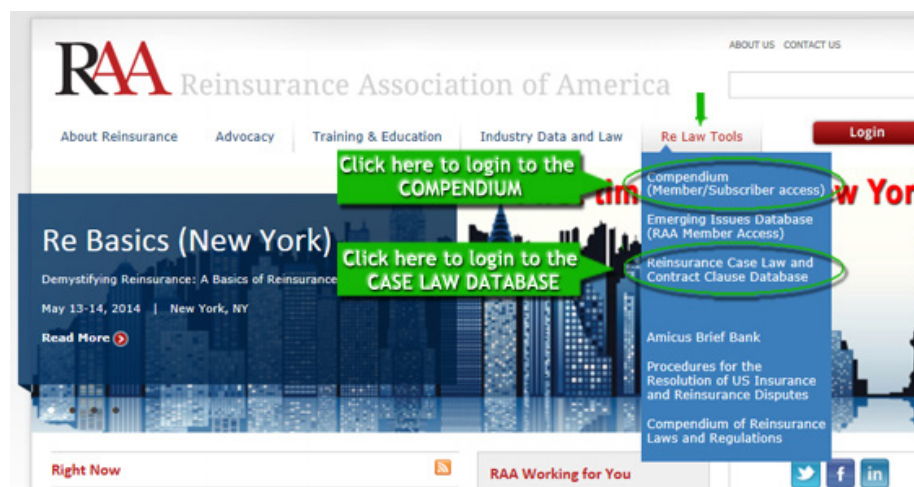 ABOUT US CONTACT US
RAA Reinsurance Association of America
About Reinsurance
Advocacy
Training & Education
Industry Data and Law
Re Law Tools
Login
Click here to login to the
COMPENDIUM
Compendium
(Member/Subscriber access)
tim
w Yor
Emerging Issues Database
(RAA Member Access)
Re Basics (New York)
Click here to login to the
CASE LAW DATABASE
Reinsurance Case Law and
Contract Clause Database
Demystifying Reinsurance: A Basics of Reinsurance
May 13-14, 2014 | New York, NY
Read More
Amicus Brief Bank
Procedures for the
Resolution of US Insurance
and Reinsurance Disputes
Compendium of Reinsurance
Laws and Regulations
Right Now
RAA Working for You
f
in